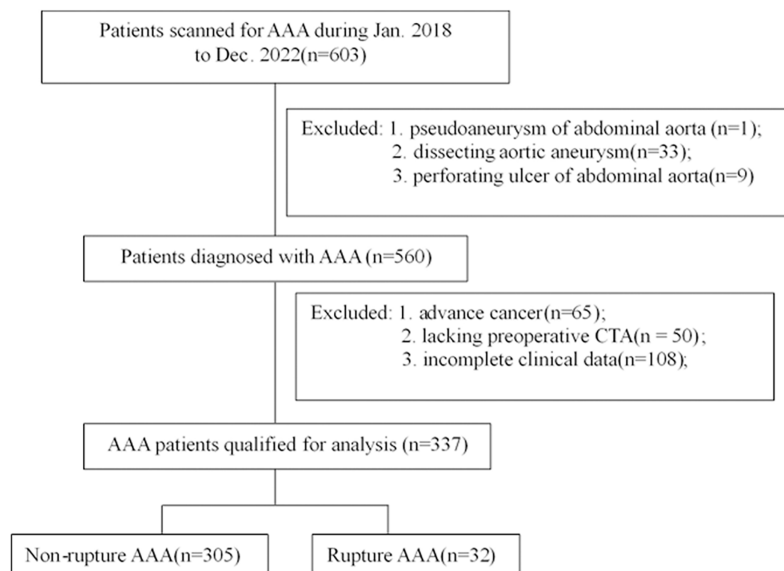 Patients scanned for AAA during Jan. 2018
to Dec. 2022(n=603)
Excluded: 1. pseudoaneurysm of abdominal aorta (n=1);
2. dissecting aortic aneurysm(n=33);
3. perforating ulcer of abdominal aorta(n=9)
Patients diagnosed with AAA (n=560)
Excluded: 1. advance cancer(n=65);
2. lacking preoperative CTA(n = 50);
3. incomplete clinical data(n=108);
AAA patients qualified for analysis (n=337)
Non-rupture AAA(n=305)
Rupture AAA(n=32)